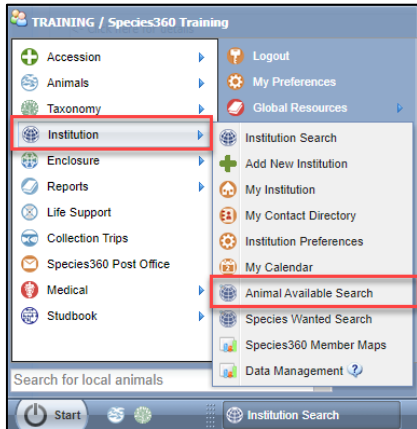 TRAINING / Species360 Training
Accession
Animals
Taxonomy
Institution
Enclosure
Reports
Life Support
Collection Trips
Species360 Post Office
Medical
Studbook
Logout
My Preferences
Global Resources
Institution Search
Add New Institution
My Institution
My Contact Directory
Institution Preferences
My Calendar
Animal Available Search
Species Wanted Search
Species360 Member Maps
Data Management
Search for local animals
Start
Institution Search